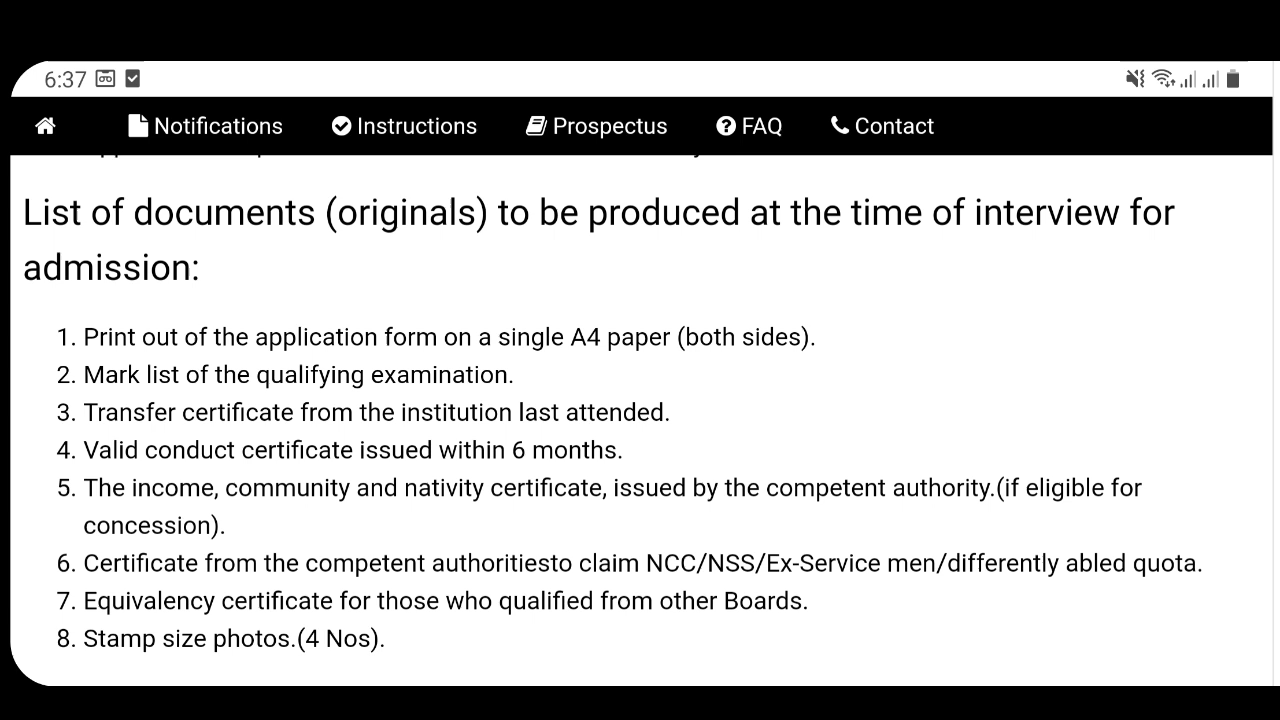 6:37
Notifications Instructions Prospectus FAQ Contact
List of documents (originals) to be produced at the time of interview for
admission:
1. Print out of the application form on a single A4 paper (both sides).
2. Mark list of the qualifying examination.
3. Transfer certificate from the institution last attended.
4. Valid conduct certificate issued within 6 months.
5. The income, community and nativity certificate, issued by the competent authority.(if eligible for
concession).
6. Certificate from the competent authoritiesto claim NCC/NSS/Ex-Service men/differently abled quota.
7. Equivalency certificate for those who qualified from other Boards.
8. Stamp size photos.(4 Nos).